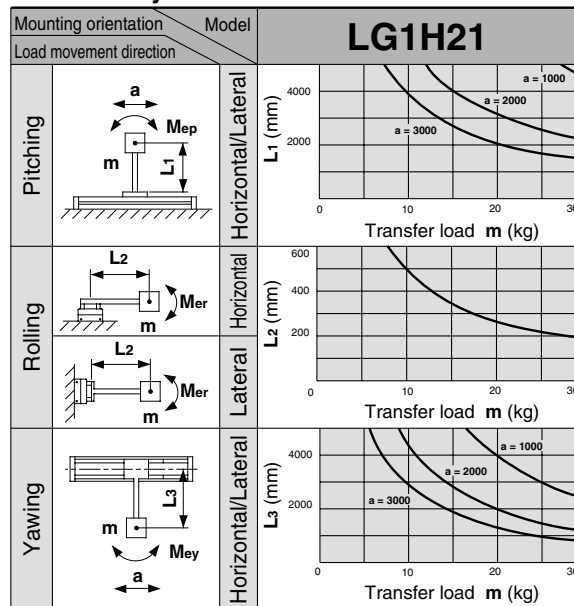 Mounting orientation
Model
Load movement direction
LG1H21
Pitching
a
Mep
m
L1
Horizontal/Lateral
L1 (mm)
4000
2000
a = 1000
a = 2000
a = 3000
0
10
20
30
Transfer load m (kg)
Rolling
L2
Mer
m
Horizontal
L2
Mer
m
Lateral
L2 (mm)
600
400
200
0
10
20
30
Transfer load m (kg)
Yawing
L3
m
Mey
a
Horizontal/Lateral
L3 (mm)
4000
2000
a = 1000
a = 2000
a = 3000
0
10
20
30
Transfer load m (kg)